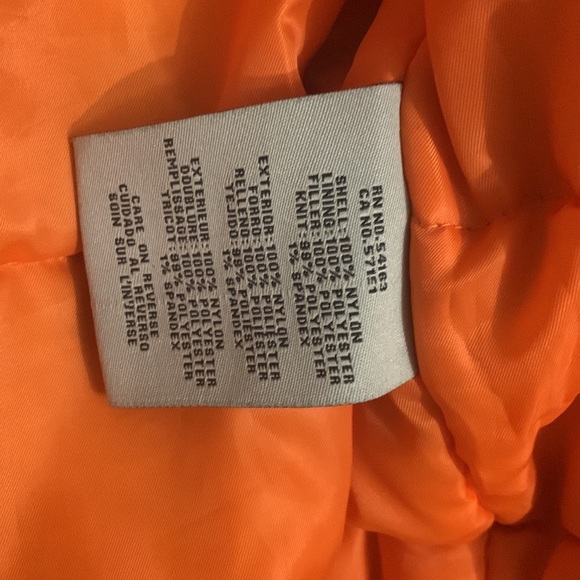 RN NO. 54163
CA NO. 571E1
SHELL: 100% NYLON
LINING: 100% POLYESTER
FILLER: 100% POLYESTER
KNIT: 99% POLYESTER
1% SPANDEX
EXTERIOR: 100% NYLON
FORRO: 100% POLIESTER
RELLENO: 100% POLIESTER
TEJIDO: 99% POLIESTER
1% SPANDEX
EXTERIEUR: 100% NYLON
DOUBLURE: 100% POLYESTER
REMPLISSAGE: 100% POLYESTER
TRICOT: 99% POLYESTER
1% SPANDEX
CARE ON REVERSE
CUIDADO AL REVERSO
SOIN SUR L'INVERSE